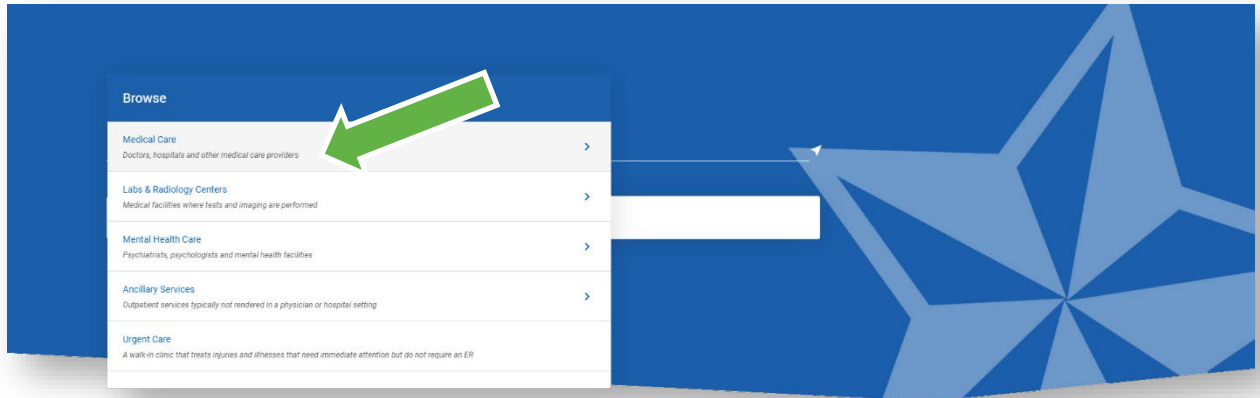 Browse
Medical Care
Doctors, hospitals and other medical care providers
Labs & Radiology Centers
Medical facilities where tests and imaging are performed
Mental Health Care
Psychiatrists, psychologists and mental health facilities
Ancillary Services
Outpatient services typically not rendered in a physician or hospital setting
Urgent Care
A walk-in clinic that treats injuries and illnesses that need immediate attention but do not require an ER